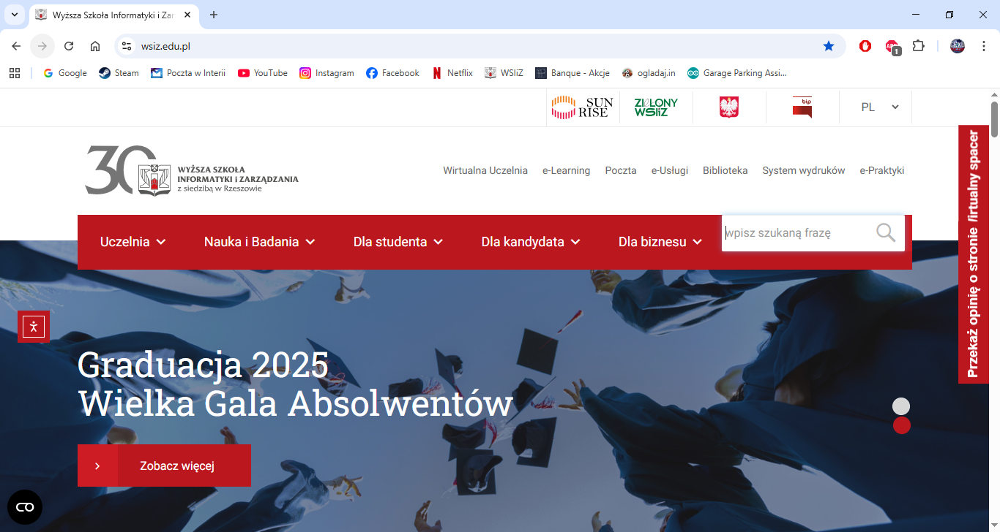 Wyższa Szkoła Informatyki i Zar
wsiz.edu.pl
1
Google Steam Poczta w Interii YouTube Instagram Facebook Netflix WSIiZ Banque - Akcje ogladaj.in Garage Parking Assi...
SUN RISE
ZIELONY WSIiZ
bip
PL
30
WYŻSZA SZKOŁA
INFORMATYKI i ZARZĄDZANIA
z siedzibą w Rzeszowie
Wirtualna Uczelnia e-Learning Poczta e-Usługi Biblioteka System wydruków e-Praktyki
Uczelnia Nauka i Badania Dla studenta Dla kandydata Dla biznesu
wpisz szukaną frazę
irtualny spacer
Przekaż opinię o stronie
Graduacja 2025
Wielka Gala Absolwentów
Zobacz więcej